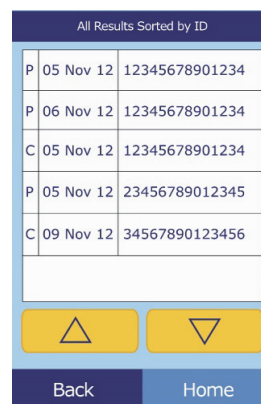 All Results Sorted by ID
P 05 Nov 12 12345678901234
P 06 Nov 12 12345678901234
C 05 Nov 12 12345678901234
P 05 Nov 12 23456789012345
C 09 Nov 12 34567890123456
Back Home